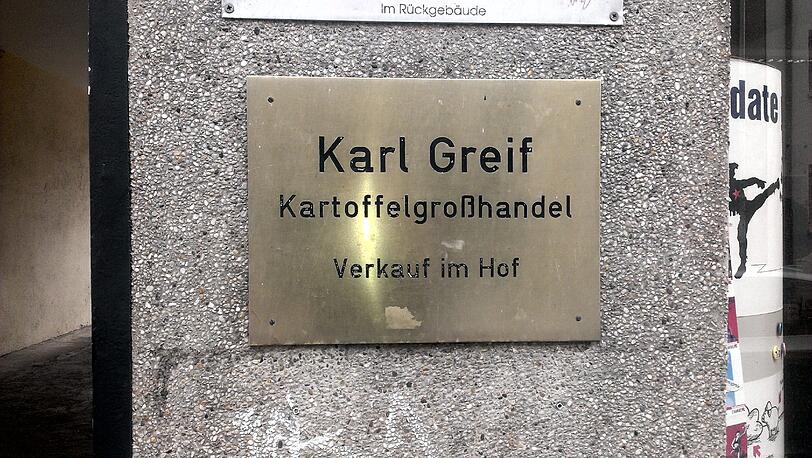 Im Rückgebäude
Karl Greif
Kartoffelgroßhandel
Verkauf im Hof
date